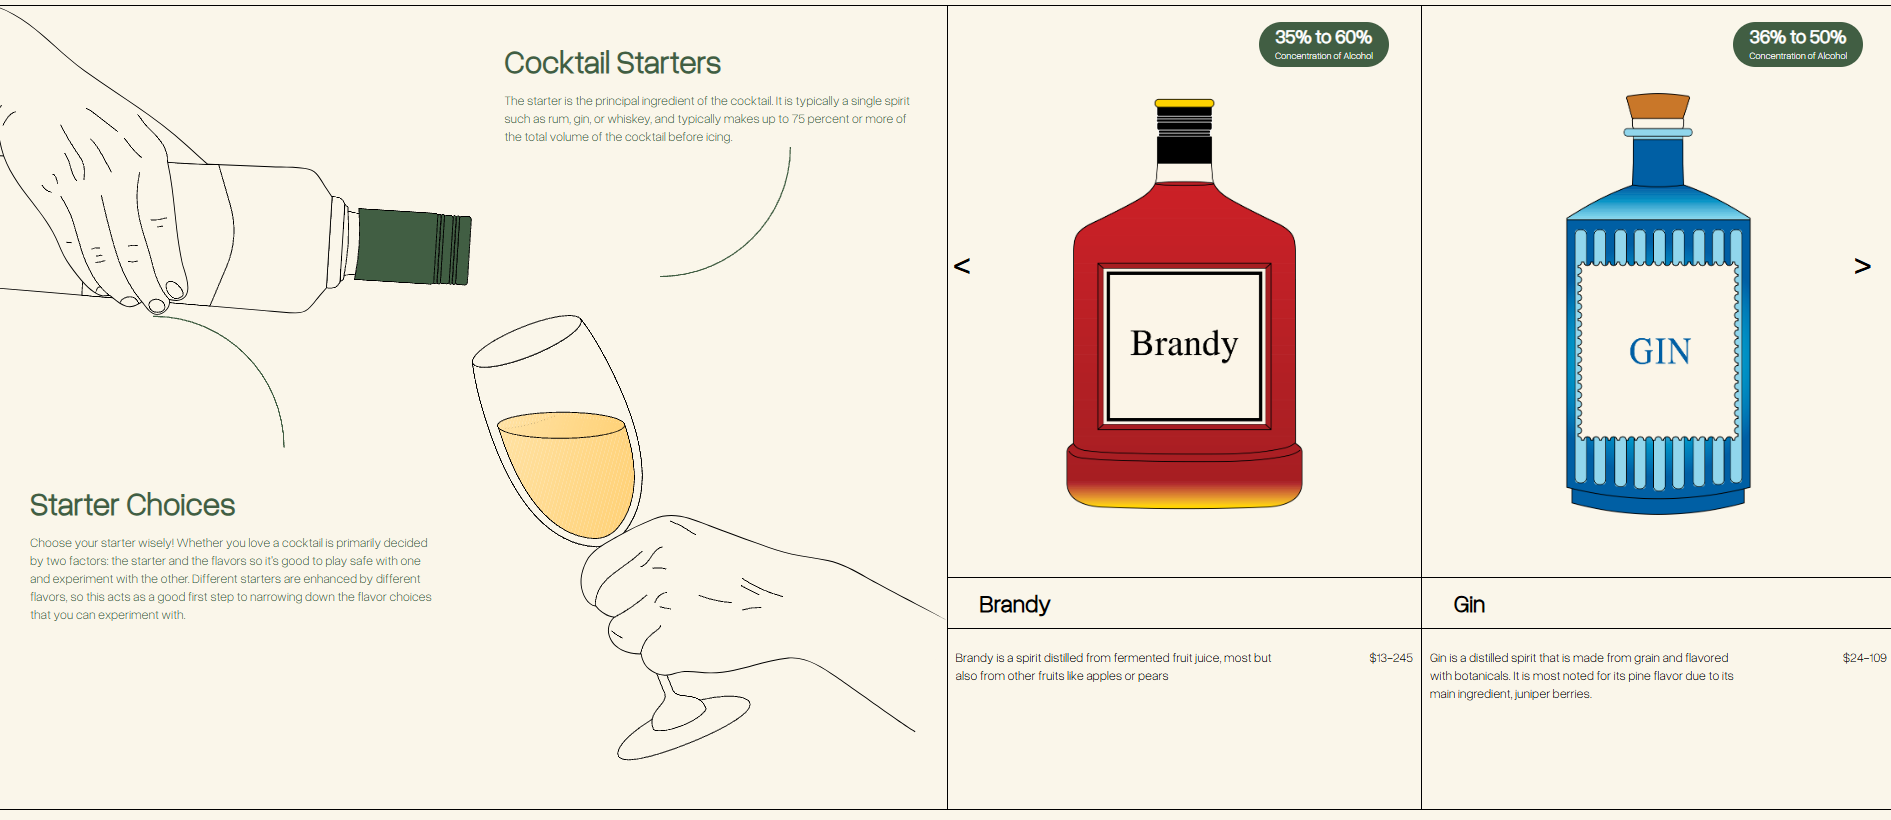 Cocktail Starters
The starter is the principal ingredient of the cocktail. It is typically a single spirit
such as rum, gin, or whiskey, and typically makes up to 75 percent or more of
the total volume of the cocktail before icing.
Starter Choices
Choose your starter wisely! Whether you love a cocktail is primarily decided
by two factors: the starter and the flavors so it's good to play safe with one
and experiment with the other. Different starters are enhanced by different
flavors, so this acts as a good first step to narrowing down the flavor choices
that you can experiment with.
35% to 60%
Concentration of Alcohol
<
Brandy
Brandy
Brandy is a spirit distilled from fermented fruit juice, most but
also from other fruits like apples or pears
$13-245
36% to 50%
Concentration of Alcohol
>
GIN
Gin
Gin is a distilled spirit that is made from grain and flavored
with botanicals. It is most noted for its pine flavor due to its
main ingredient, juniper berries.
$24-109